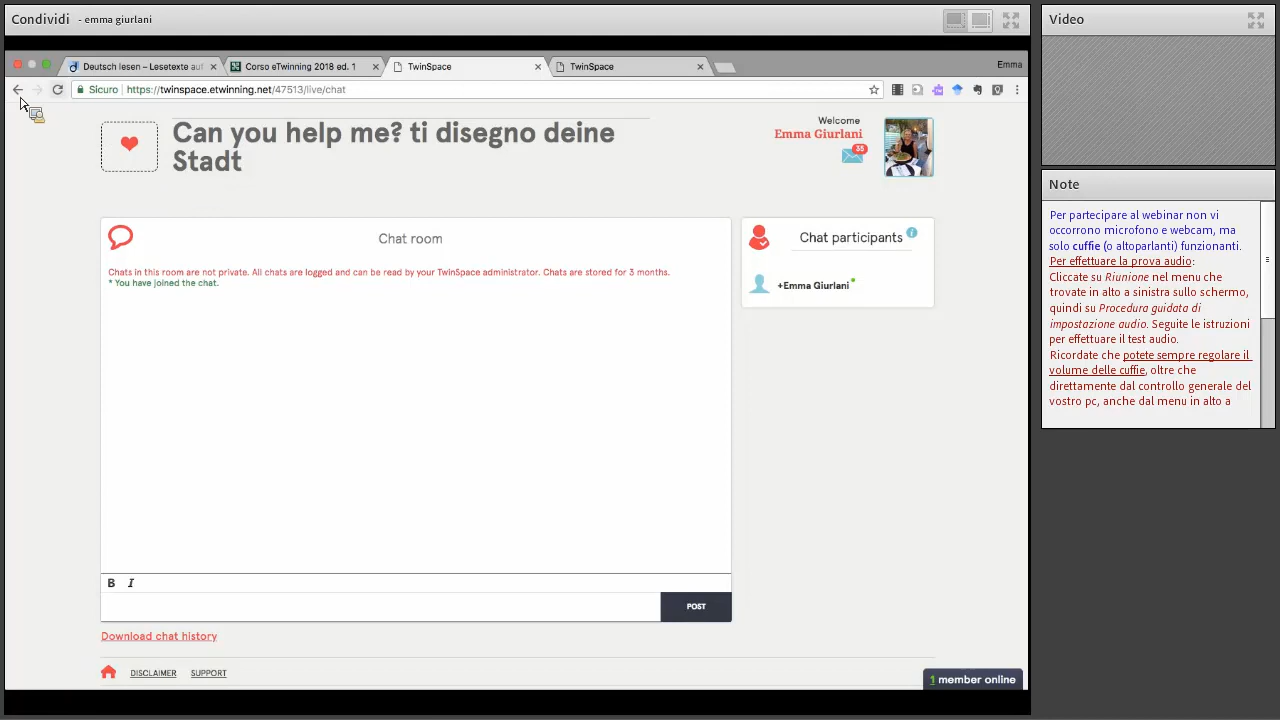 Condividi - emma giurlani
Deutsch lesen – Lesetexte auf
Corso eTwinning 2018 ed. 1
TwinSpace
TwinSpace
Emma
Sicuro
https://twinspace.etwinning.net/47513/live/chat
Can you help me? ti disegno deine
Stadt
Welcome
Emma Giurlani
35
Chat room
Chats in this room are not private. All chats are logged and can be read by your TwinSpace administrator. Chats are stored for 3 months.
* You have joined the chat.
Chat participants
+Emma Giurlani
B I
POST
Download chat history
DISCLAIMER SUPPORT
1 member online
Video
Note
Per partecipare al webinar non vi
occorrono microfono e webcam, ma
solo cuffie (o altoparlanti) funzionanti.
Per effettuare la prova audio:
Cliccate su Riunione nel menu che
trovate in alto a sinistra sullo schermo,
quindi su Procedura guidata di
impostazione audio. Seguite le istruzioni
per effettuare il test audio.
Ricordate che potete sempre regolare il
volume delle cuffie, oltre che
direttamente dal controllo generale del
vostro pc, anche dal menu in alto a